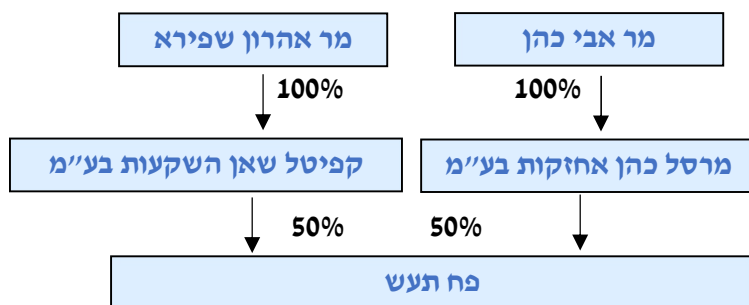 מר אבי כהן
מר אהרון שפירא
100%
100%
מרסל כהן אחזקות בע״מ
קפיטל שאן השקעות בע״מ
50%
50%
פח תעש